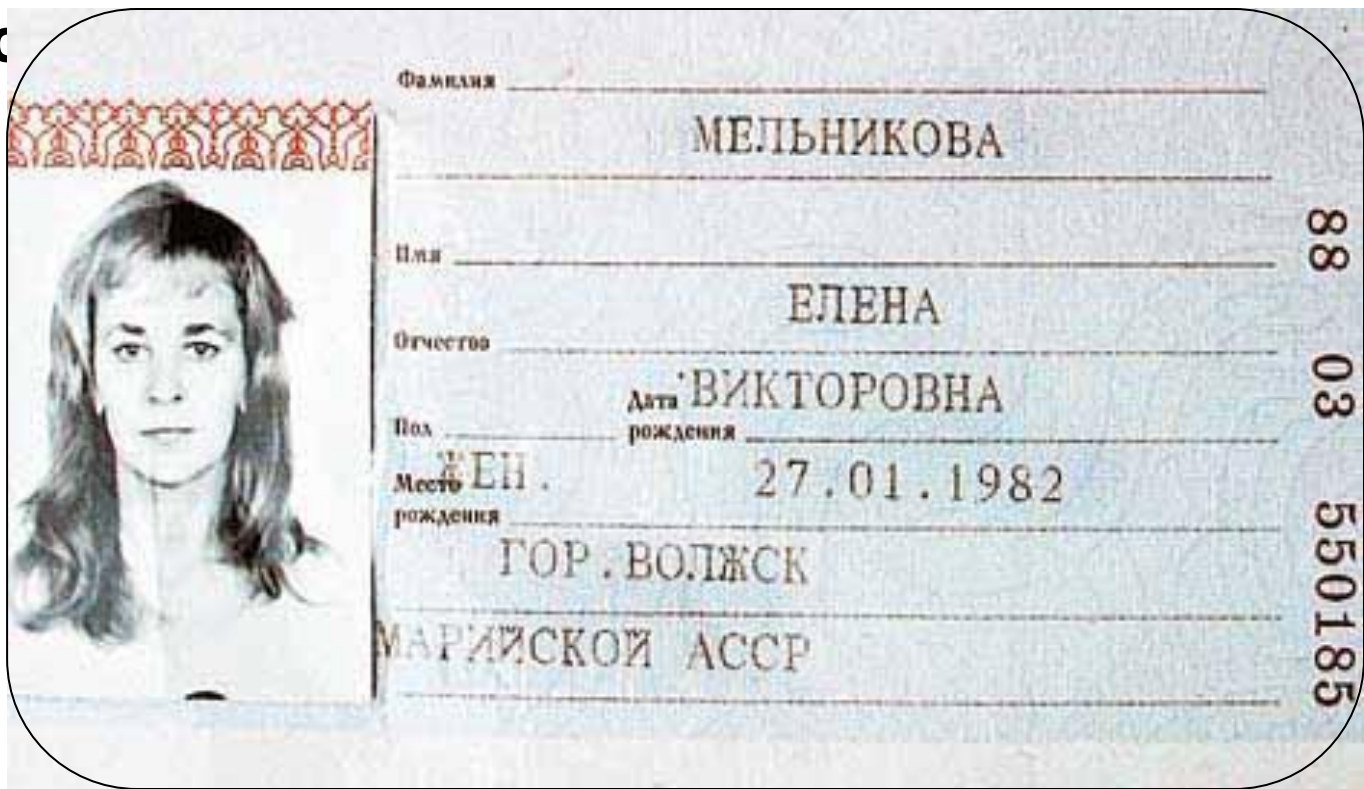 Фамилия
МЕЛЬНИКОВА
Имя
ЕЛЕНА
Отчество
ВИКТОРОВНА
Пол
Дата рождения
ЖЕН.
27.01.1982
Место рождения
ГОР.ВОЛЖСК
МАРИЙСКОЙ АССР
88 03 550185